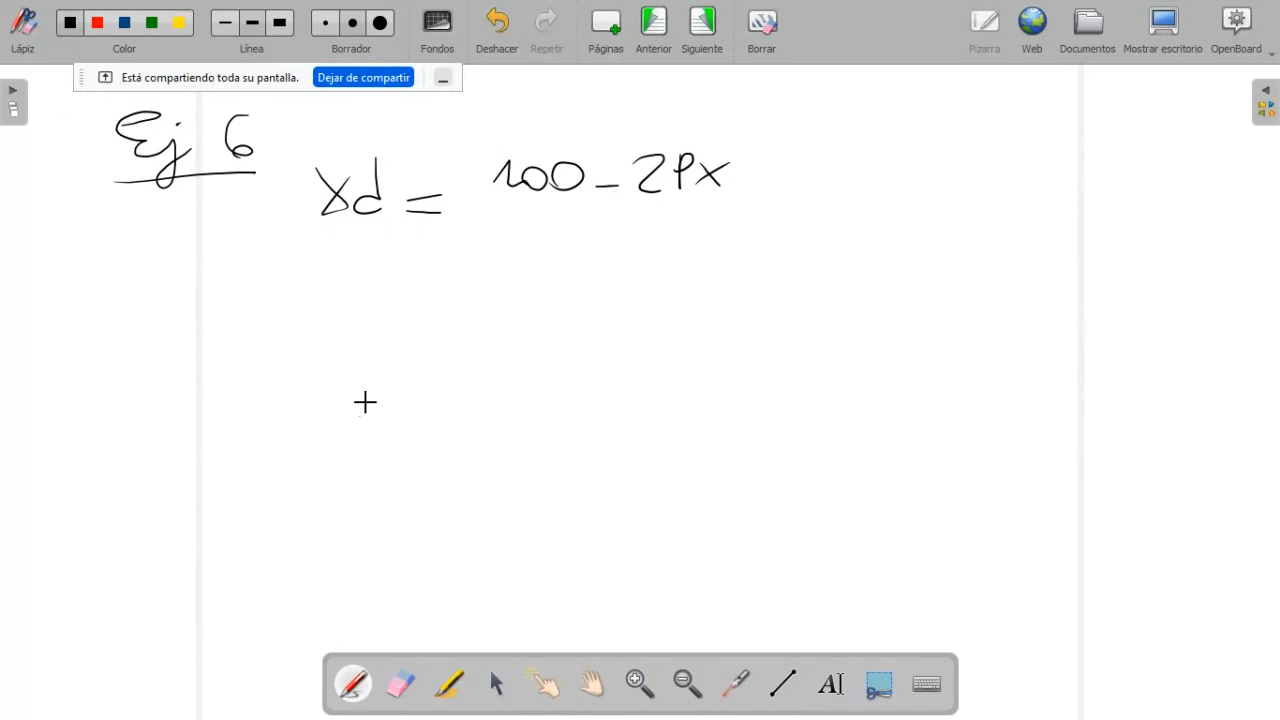 Lápiz Color Línea Borrador Fondos Deshacer Repetir Páginas Anterior Siguiente Borrar Pizarra Web Documentos Mostrar escritorio OpenBoard
Está compartiendo toda su pantalla. Dejar de compartir
Ej 6
Xd = 100 - 2Px
AI